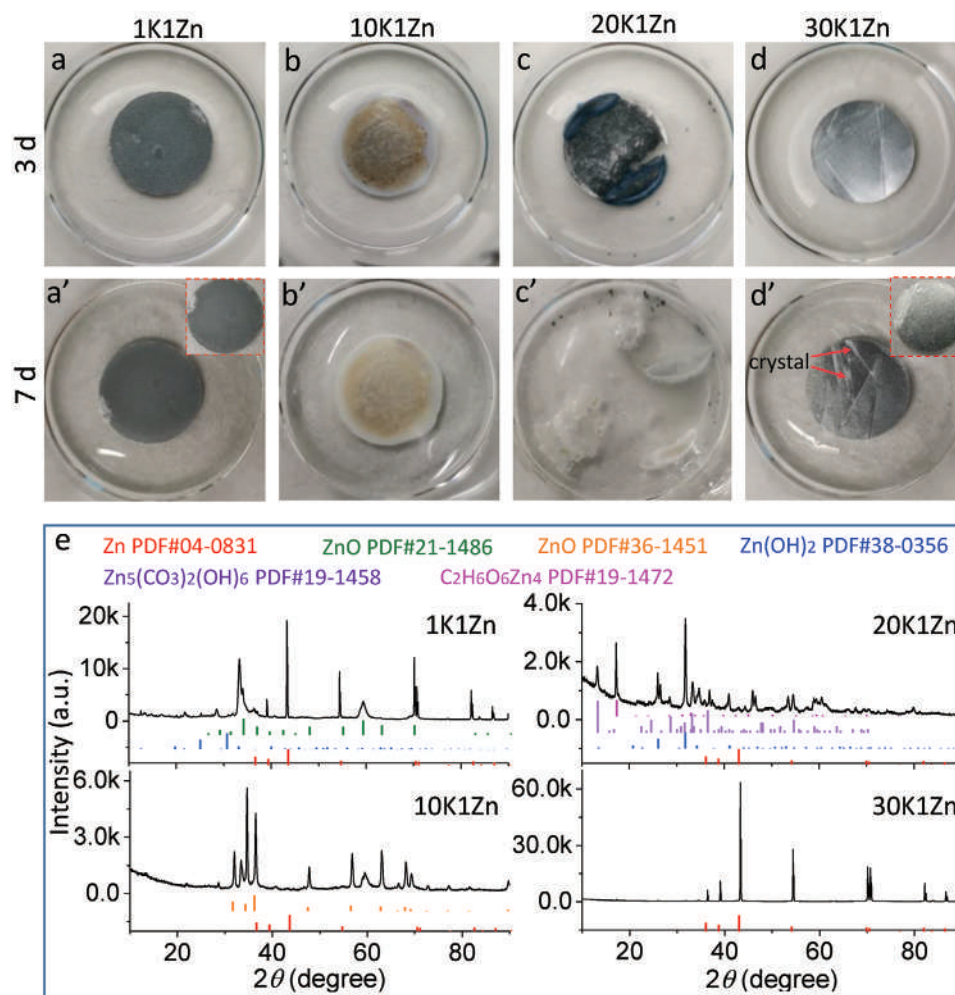 1K1Zn 10K1Zn 20K1Zn 30K1Zn
3 d
a b c d
7 d
a’ b’ c’ d’
crystal
e
Zn PDF#04-0831 ZnO PDF#21-1486 ZnO PDF#36-1451 Zn(OH)₂ PDF#38-0356
Zn₅(CO₃)₂(OH)₆ PDF#19-1458 C₂H₆O₆Zn₄ PDF#19-1472
Intensity (a.u.)
20k
10k
0.0
1K1Zn
4.0k
2.0k
0.0
20K1Zn
6.0k
3.0k
0.0
10K1Zn
60.0k
30.0k
0.0
30K1Zn
20 40 60 80
2θ (degree)
20 40 60 80
2θ (degree)